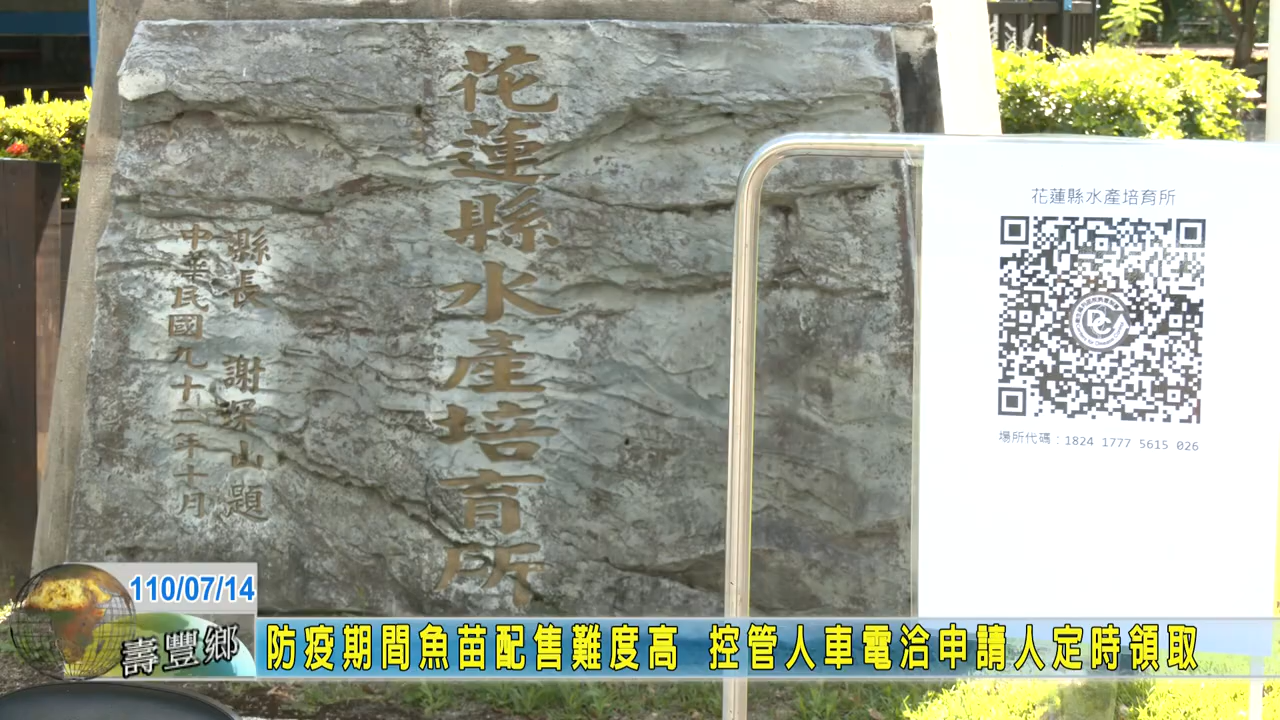 花蓮縣水產培育所
縣長 謝深山題
中華民國九十二年十月
花蓮縣水產培育所
場所代碼：1824 1777 5615 026
110/07/14
壽豐鄉
防疫期間魚苗配售難度高 控管人車電洽申請人定時領取